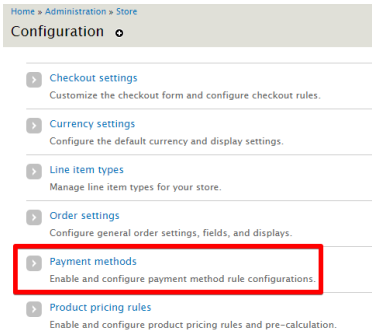 Home » Administration » Store
Configuration
Checkout settings
Customize the checkout form and configure checkout rules.
Currency settings
Configure the default currency and display settings.
Line item types
Manage line item types for your store.
Order settings
Configure general order settings, fields, and displays.
Payment methods
Enable and configure payment method rule configurations.
Product pricing rules
Enable and configure product pricing rules and pre-calculation.